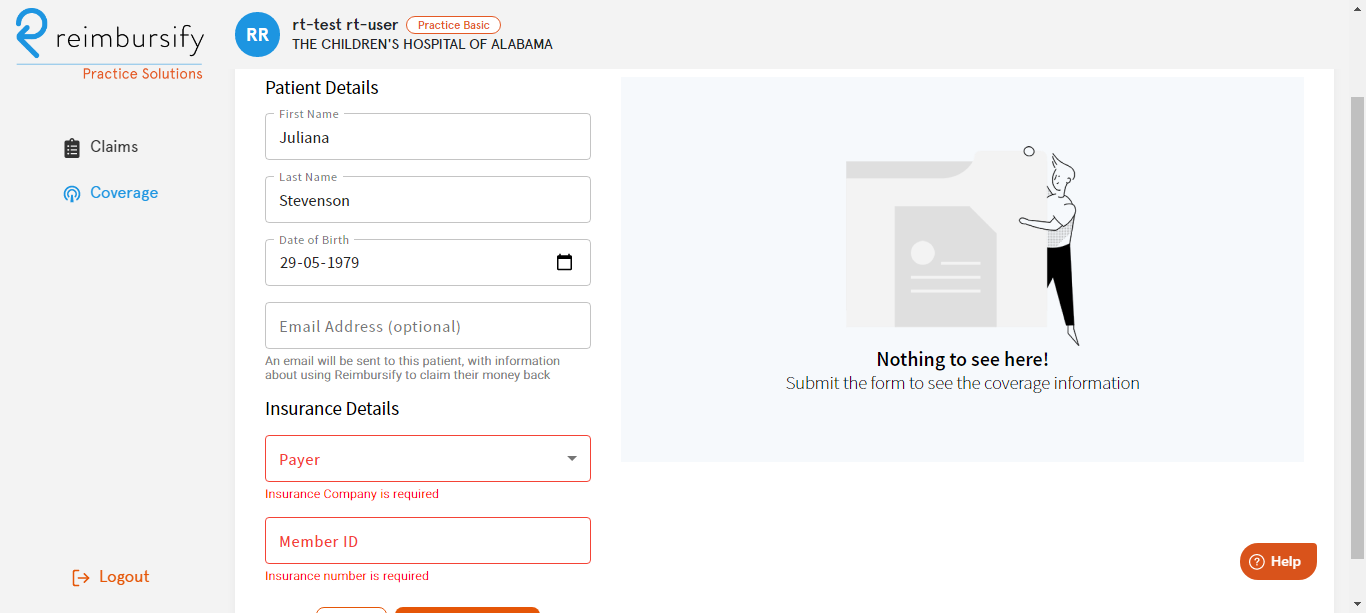 reimbursify
Practice Solutions
RR
rt-test rt-user
Practice Basic
THE CHILDREN'S HOSPITAL OF ALABAMA
Claims
Coverage
Logout
Patient Details
First Name
Juliana
Last Name
Stevenson
Date of Birth
29-05-1979
Email Address (optional)
An email will be sent to this patient, with information
about using Reimbursify to claim their money back
Insurance Details
Payer
Insurance Company is required
Member ID
Insurance number is required
Nothing to see here!
Submit the form to see the coverage information
? Help